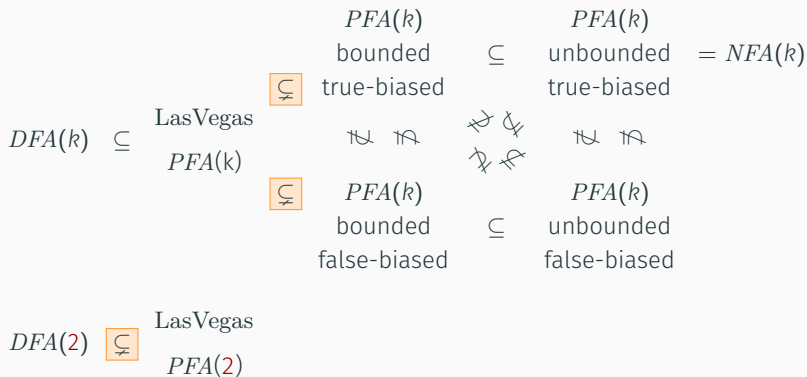 PFA(k) PFA(k)
bounded ⊆ unbounded = NFA(k)
true-biased true-biased
⊊
DFA(k) ⊆ LasVegas
PFA(k)
⊈ ⊉ ⊈ ⊈ ⊈ ⊉
⊉ ⊉
⊊
PFA(k) PFA(k)
bounded ⊆ unbounded
false-biased false-biased
DFA(2) ⊊ LasVegas
PFA(2)